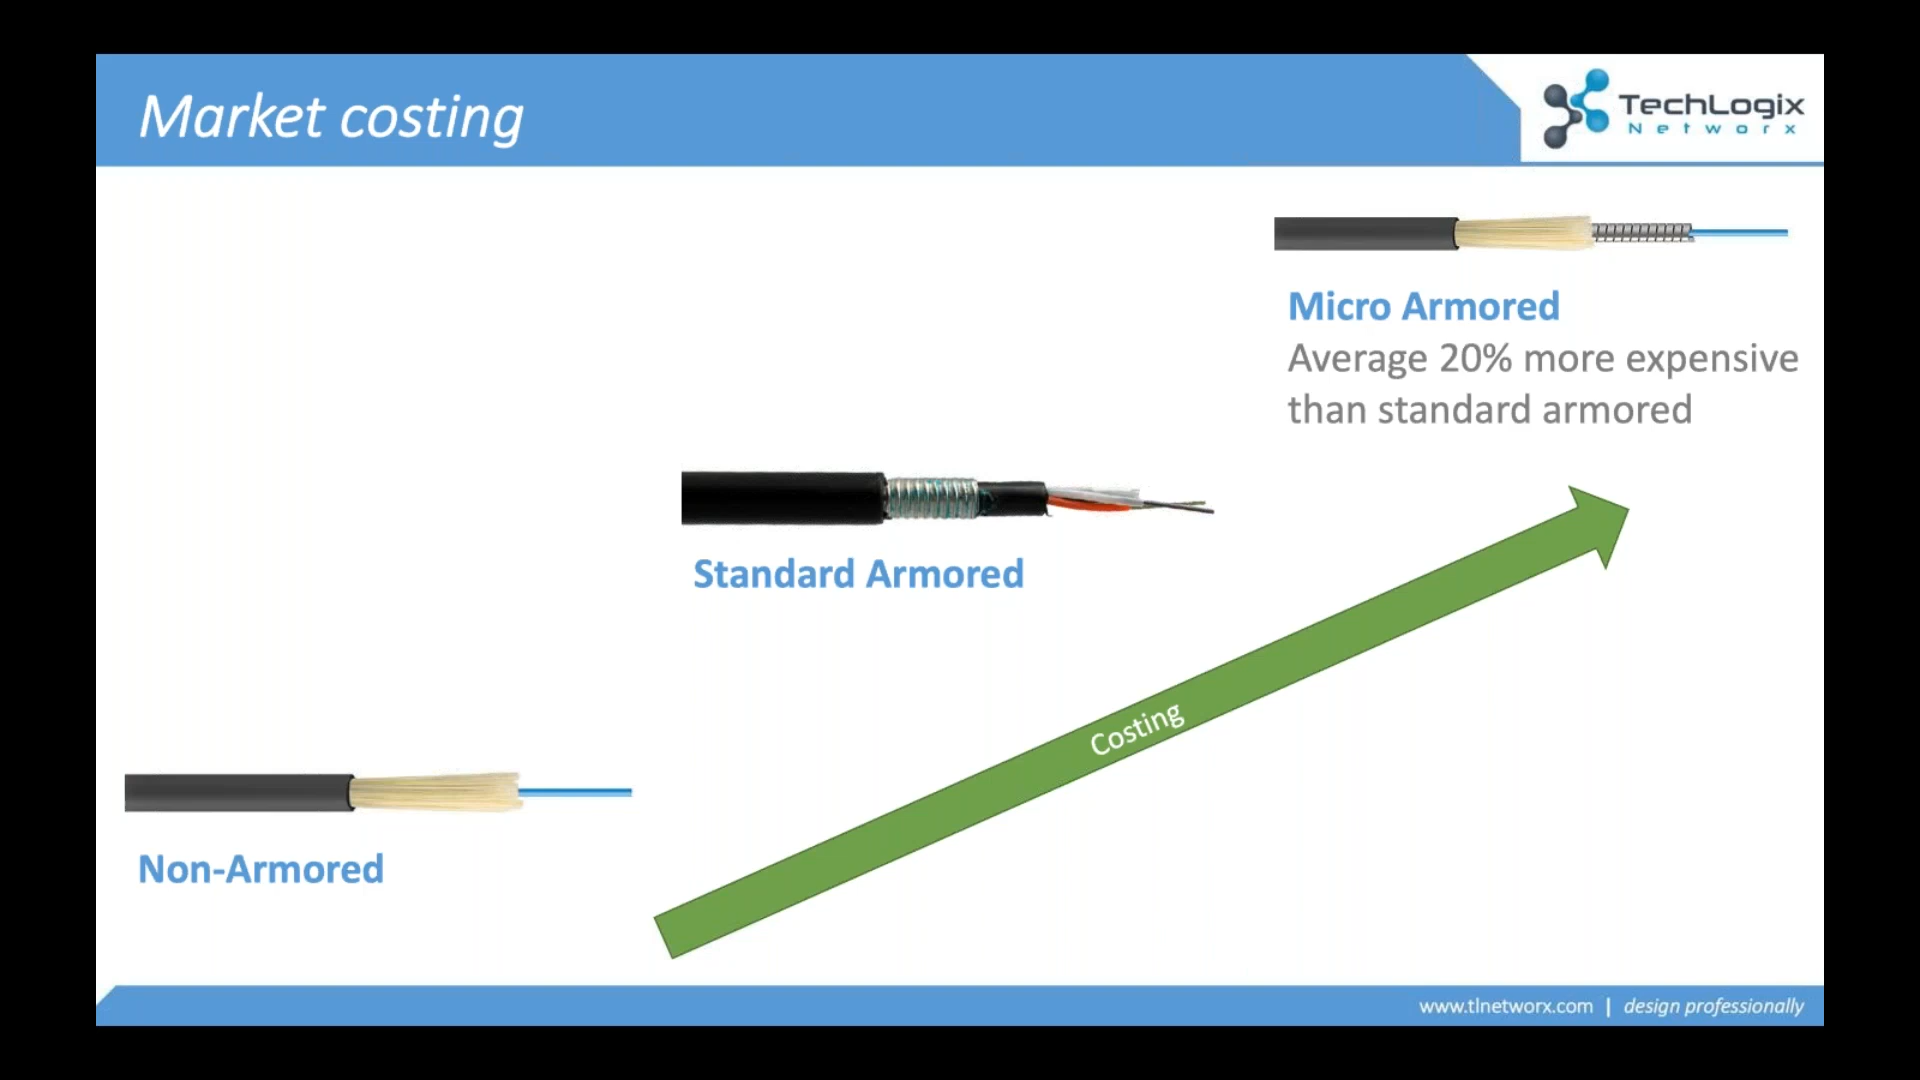 Market costing
TechLogix
Networx
Micro Armored
Average 20% more expensive
than standard armored
Standard Armored
Costing
Non-Armored
www.tlnetworx.com | design professionally